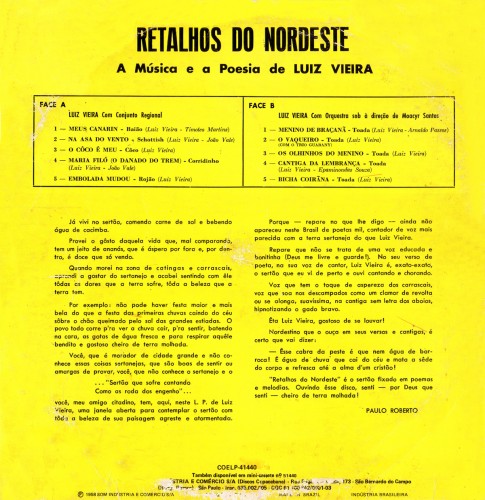 RETALHOS DO NORDESTE
A Música e a Poesia de LUIZ VIEIRA
FACE A
LUIZ VIEIRA Com Conjunto Regional
1 — MEUS CANARIN - Baião (Luiz Vieira - Timóteo Martins)
2 — NA ASA DO VENTO - Schottish (Luiz Vieira - João Vale)
3 — O CÔCO É MEU - Côco (Luiz Vieira)
4 — MARIA FILÓ (O DANADO DO TREM) - Corridinho
(Luiz Vieira - João Vale)
5 — EMBOLADA MUDOU - Rojão (Luiz Vieira)
FACE B
LUIZ VIEIRA Com Orquestra sob à direção de Moacyr Santos
1 — MENINO DE BRAÇANÃ - Toada (Luiz Vieira - Arnaldo Passos)
2 — O VAQUEIRO - Toada (Luiz Vieira)
(COM O TRIO GUARANY)
3 — OS OLHINHOS DO MENINO - Toada (Luiz Vieira)
4 — CANTIGA DA LEMBRANÇA - Toada
(Luiz Vieira - Epaminondas Souza)
5 — BICHA COIRÃNA - Toada (Luiz Vieira)
Já vivi no sertão, comendo carne de sol e bebendo
água de cacimba.
Provei o gôsto daquela vida que, mal comparando,
tem um jeito de ananás, que é áspero por fora e, por dentro, é doce que só vendo.
Quando morei na zona de catingas e carrascais,
aprendi a gostar do sertanejo e acabei sentindo com êle
tôdas as dores que a terra sofre, tôda a beleza que a
terra tem.
Por exemplo: não pode haver festa maior e mais
bela do que a festa das primeiras chuvas caindo do céu
sôbre o chão queimado pelo sol das grandes estiadas. O
povo todo corre p'ra ver a chuva cair, p'ra sentir, batendo
na cara, as gotas de água fresca e para respirar aquêle
bendito e gostoso cheiro de terra molhada.
Você, que é morador de cidade grande e não conhece essas coisas sertanejas, que são boas de sentir ou
amargas de provar, você, não conhece o sertanejo e o
... "Sertão que sofre cantando
Como as roda dos engenho"...
você, meu amigo citadino, tem, aqui, neste L. P. de Luiz
Vieira, uma janela aberta para contemplar o sertão com
tôda a beleza de sua paisagem agreste e atormentada.
Porque — repare no que lhe digo — ainda não
apareceu neste Brasil de poetas mil, cantador de voz mais
parecida com a terra sertaneja do que Luiz Vieira.
Repare que não se trata de uma voz educada e
bonitinha (Deus me livre e guarde!). No seu verso de
poeta, na sua voz de cantor, Luiz Vieira é, exato-exato,
o sertão que eu vi de perto e ouvi cantando e chorando.
Voz que tem o toque de aspereza dos carrascais,
voz que soa nos descampados como um clamor de revolta
ou se alonga, suavíssima, na cantiga sem letra dos aboios,
hipnotizando o gado bravo.
Êta Luiz Vieira, gostoso de se louvar!
Nordestino que o ouça em seus versos e cantigas, é
certo que vai dizer:
— Êsse cabra da peste é que nem água de barroca! É água de chuva que cai do céu e mata a sêde
do corpo e refresca até a alma d'um cristão!
"Retalhos do Nordeste" é o sertão fixado em poemas
e melodias. Ouvindo êsse disco, senti — por Deus que
senti — cheiro de terra molhada!
PAULO ROBERTO
COELP-41440
Também disponível em mini-cassete nº 41440
INDÚSTRIA BRASILEIRA